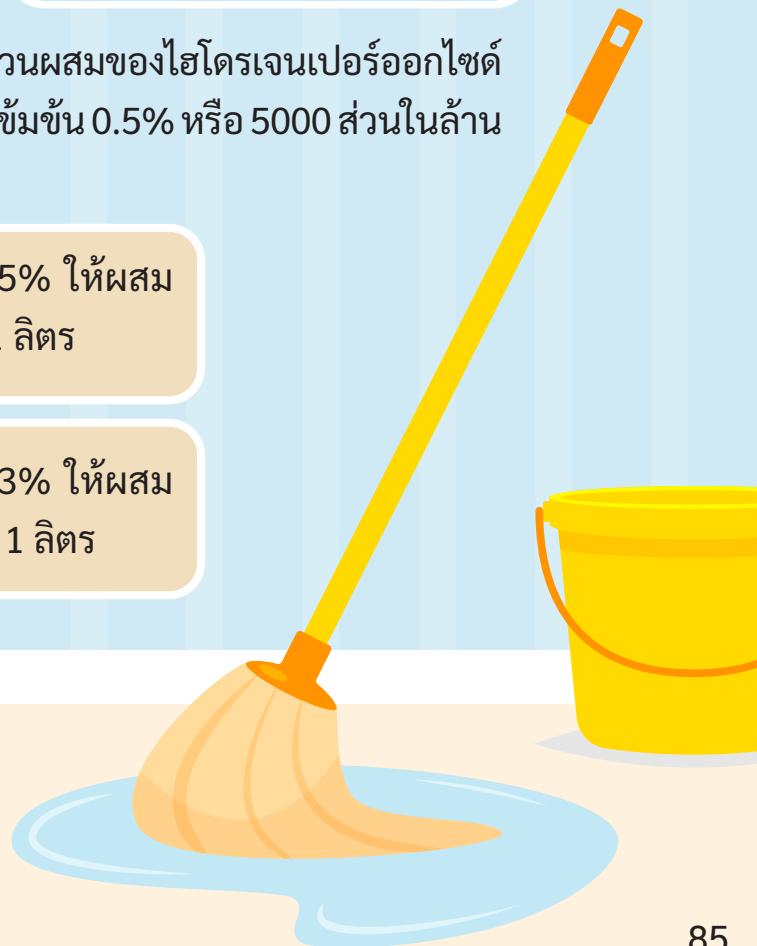 วนผสมของไฮโดรเจนเปอร์ออกไซด์
ข้มข้น 0.5% หรือ 5000 ส่วนในล้าน
5% ให้ผสม
ลิตร
3% ให้ผสม
1 ลิตร
85